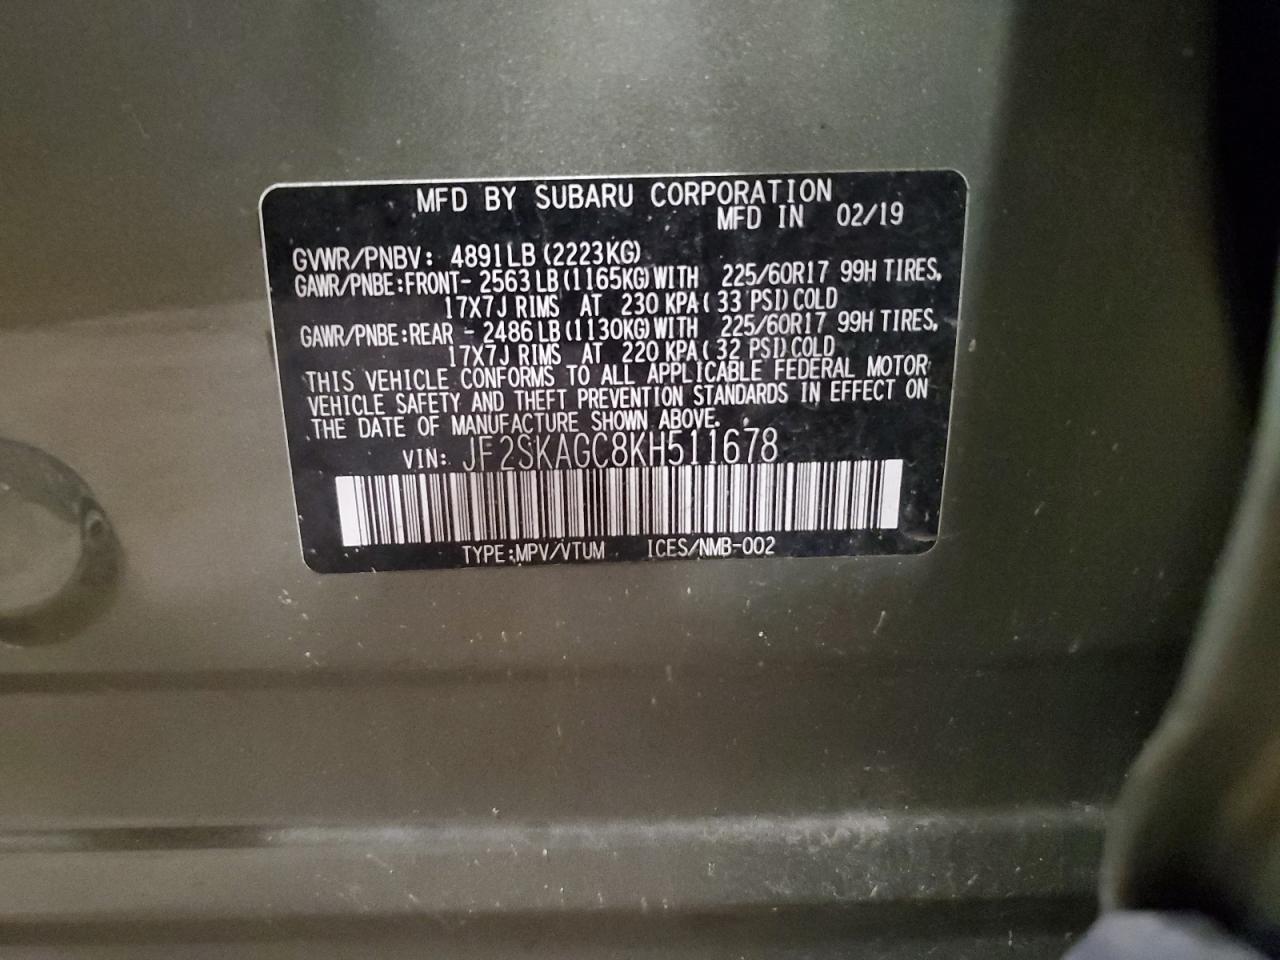 MFD BY SUBARU CORPORATION
MFD IN 02/19
GVWR/PNBV: 4891LB (2223KG)
GAWR/PNBE:FRONT- 2563LB (1165KG) WITH 225/60R17 99H TIRES,
17X7J RIMS AT 230 KPA ( 33 PSI) COLD
GAWR/PNBE:REAR - 2486LB (1130KG) WITH 225/60R17 99H TIRES,
17X7J RIMS AT 220 KPA ( 32 PSI) COLD
THIS VEHICLE CONFORMS TO ALL APPLICABLE FEDERAL MOTOR
VEHICLE SAFETY AND THEFT PREVENTION STANDARDS IN EFFECT ON
THE DATE OF MANUFACTURE SHOWN ABOVE.
VIN: JF2SKAGC8KH511678
TYPE:MPV/VTUM ICES/NMB-002